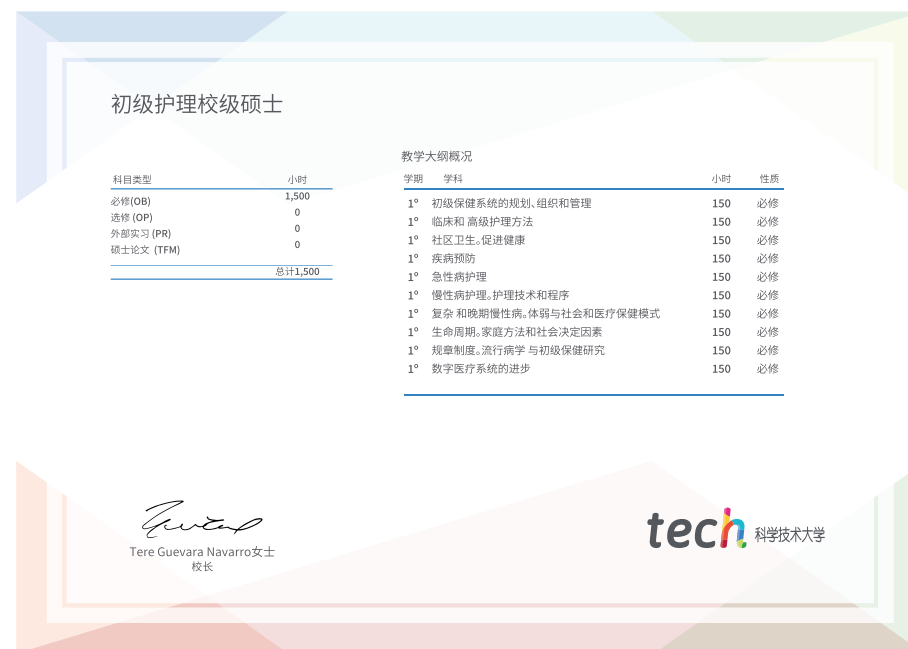 初级护理校级硕士
科目类型 小时
必修(OB) 1,500
选修 (OP) 0
外部实习 (PR) 0
硕士论文 (TFM) 0
总计1,500
教学大纲概况
学期 学科 小时 性质
1º 初级保健系统的规划、组织和管理 150 必修
1º 临床和 高级护理方法 150 必修
1º 社区卫生。促进健康 150 必修
1º 疾病预防 150 必修
1º 急性病护理 150 必修
1º 慢性病护理。护理技术和程序 150 必修
1º 复杂 和晚期慢性病。体弱与社会和医疗保健模式 150 必修
1º 生命周期。家庭方法和社会决定因素 150 必修
1º 规章制度。流行病学 与初级保健研究 150 必修
1º 数字医疗系统的进步 150 必修
Tere Guevara Navarro女士
校长
tech 科学技术大学